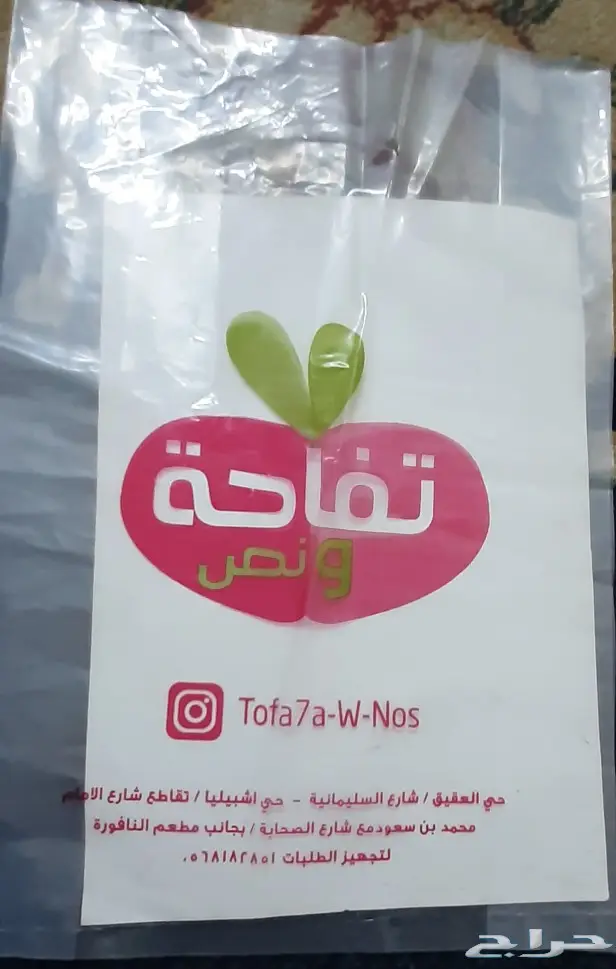 تفاحة
ونص
Tofa7a-W-Nos
حي العقيق / شارع السليمانية - حي اشبيليا / تقاطع شارع الامام
محمد بن سعود مع شارع الصحابة / بجانب مطعم النافورة
لتجهيز الطلبات ٠٥٦٨١٨٢٨٥١
حراج